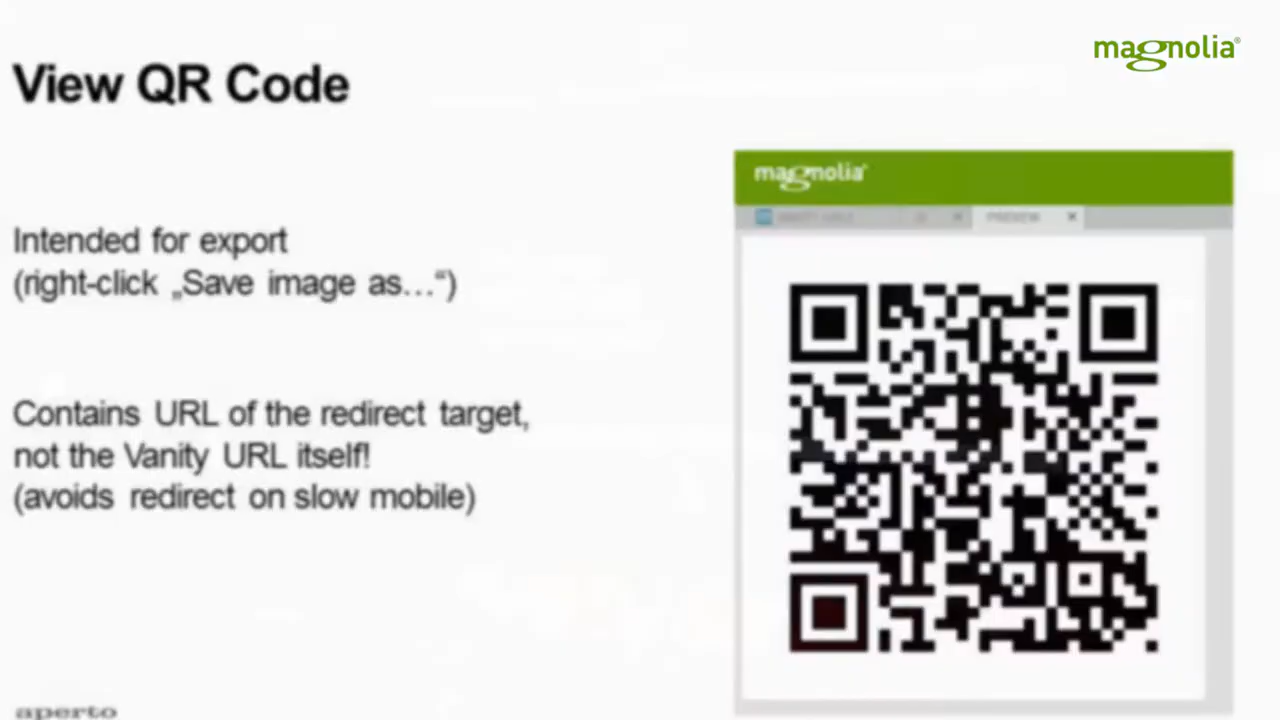 magnolia®
View QR Code
magnolia®
PREVIEW
Intended for export
(right-click „Save image as...“)
Contains URL of the redirect target,
not the Vanity URL itself!
(avoids redirect on slow mobile)
aperto